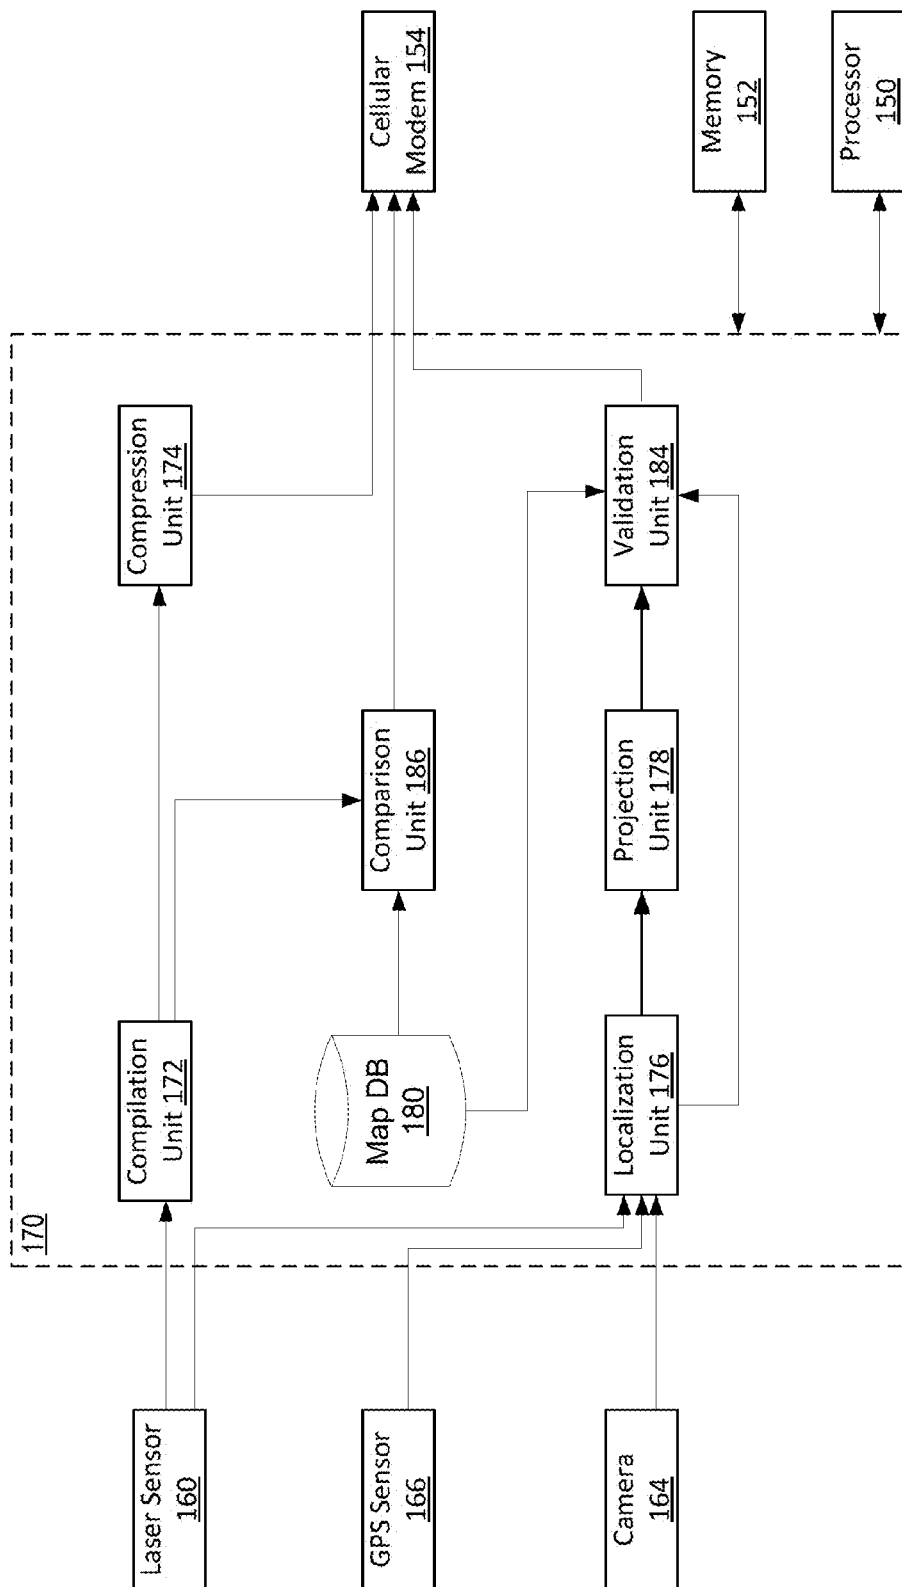 Laser Sensor
160
GPS Sensor
166
Camera
164
170
Compilation
Unit 172
Map DB
180
Localization
Unit 176
Comparison
Unit 186
Projection
Unit 178
Compression
Unit 174
Validation
Unit 184
Cellular
Modem 154
Memory
152
Processor
150